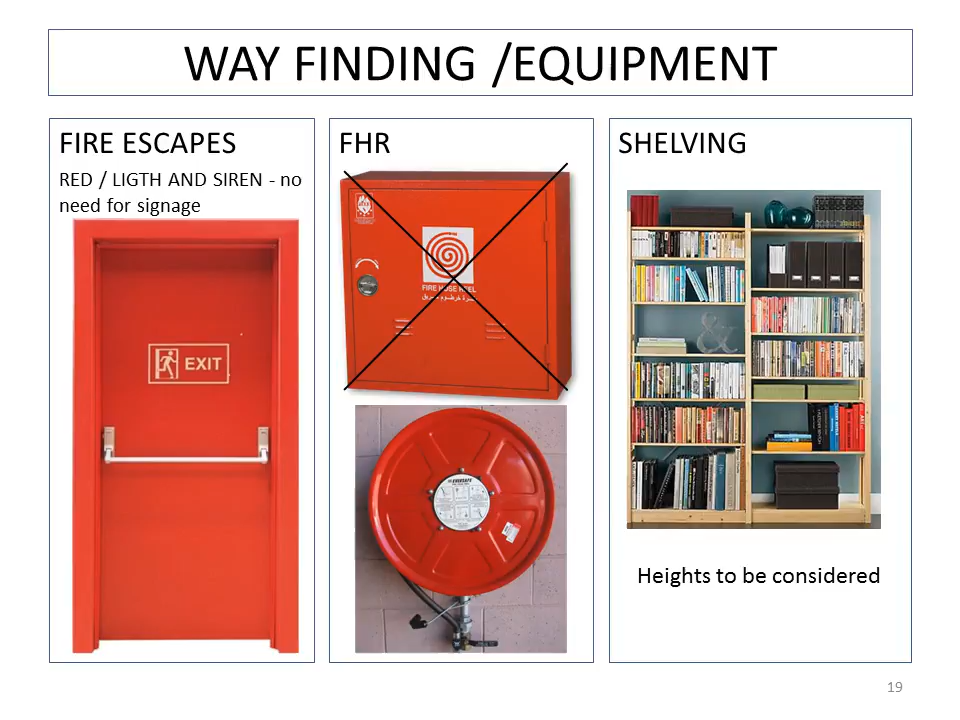 WAY FINDING /EQUIPMENT
FIRE ESCAPES
RED / LIGTH AND SIREN - no
need for signage
EXIT
FHR
FIRE HOSE REEL
SHELVING
Heights to be considered
19